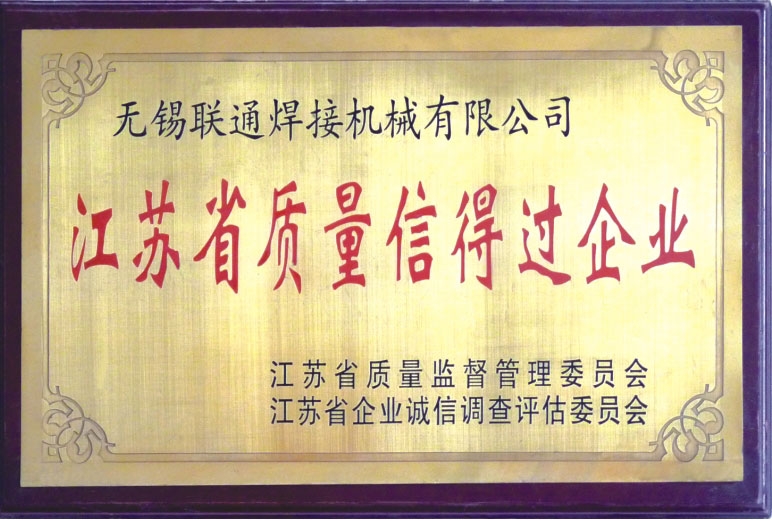 无锡联通焊接机械有限公司
江苏省质量信得过企业
江苏省质量监督管理委员会
江苏省企业诚信调查评估委员会